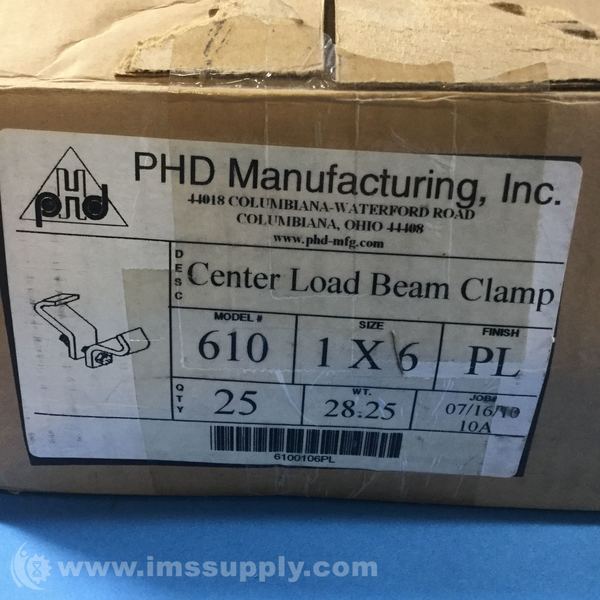 phd
PHD Manufacturing, Inc.
44018 COLUMBIANA-WATERFORD ROAD
COLUMBIANA, OHIO 44408
www.phd-mfg.com
DESC
Center Load Beam Clamp
MODEL #
610
SIZE
1 X 6
FINISH
PL
QTY
25
WT.
28.25
JOB#
07/16/10
10A
6100106PL
www.imssupply.com